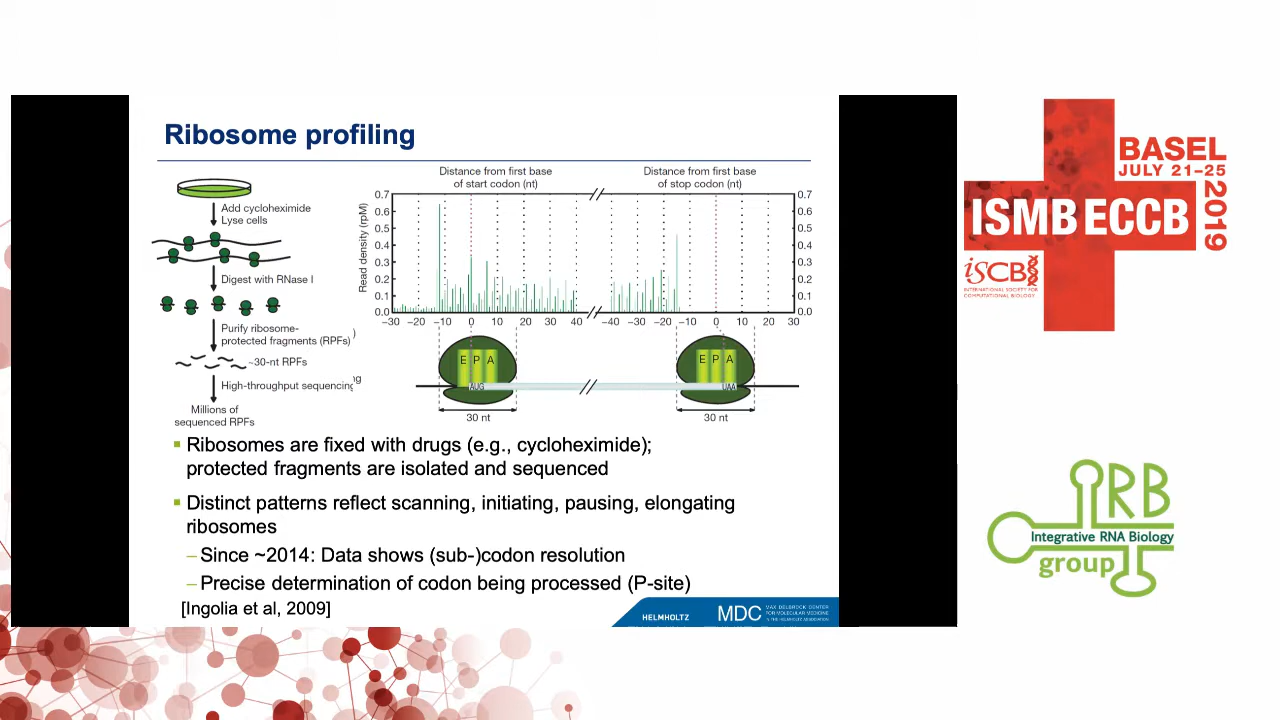 Ribosome profiling
Add cycloheximide
Lyse cells
Digest with RNase I
Purify ribosome-
protected fragments (RPFs)
~30-nt RPFs
High-throughput sequencing
Millions of
sequenced RPFs
Distance from first base
of start codon (nt)
Distance from first base
of stop codon (nt)
Read density (rpM)
0.7
0.6
0.5
0.4
0.3
0.2
0.1
0.0
0.7
0.6
0.5
0.4
0.3
0.2
0.1
0.0
−30 −20 −10 0 10 20 30 40
−40 −30 −20 −10 0 10 20 30
E P A
AUG
30 nt
E P A
UAA
30 nt
Ribosomes are fixed with drugs (e.g., cycloheximide);
protected fragments are isolated and sequenced
Distinct patterns reflect scanning, initiating, pausing, elongating
ribosomes
–Since ~2014: Data shows (sub-)codon resolution
–Precise determination of codon being processed (P-site)
[Ingolia et al, 2009]
HELMHOLTZ
MDC
MAX DELBRÜCK CENTER
FOR MOLECULAR MEDICINE
IN THE HELMHOLTZ ASSOCIATION
BASEL
JULY 21–25
2019
ISMB ECCB
ISCB
INTERNATIONAL SOCIETY FOR
COMPUTATIONAL BIOLOGY
IRB
Integrative RNA Biology
group